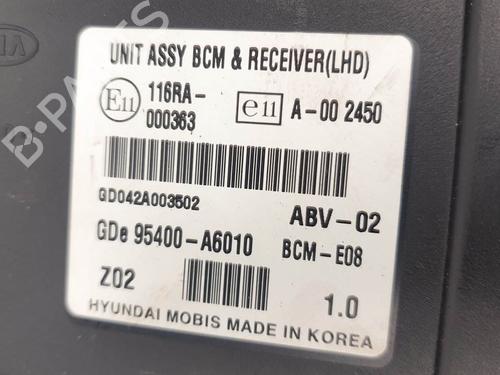 KIA
UNIT ASSY BCM & RECEIVER(LHD)
E11 116RA-
000363
e11 A-00 2450
GD042A003502
ABV-02
GDe 95400-A6010 BCM-E08
Z02 1.0
HYUNDAI MOBIS MADE IN KOREA
B-PARTS